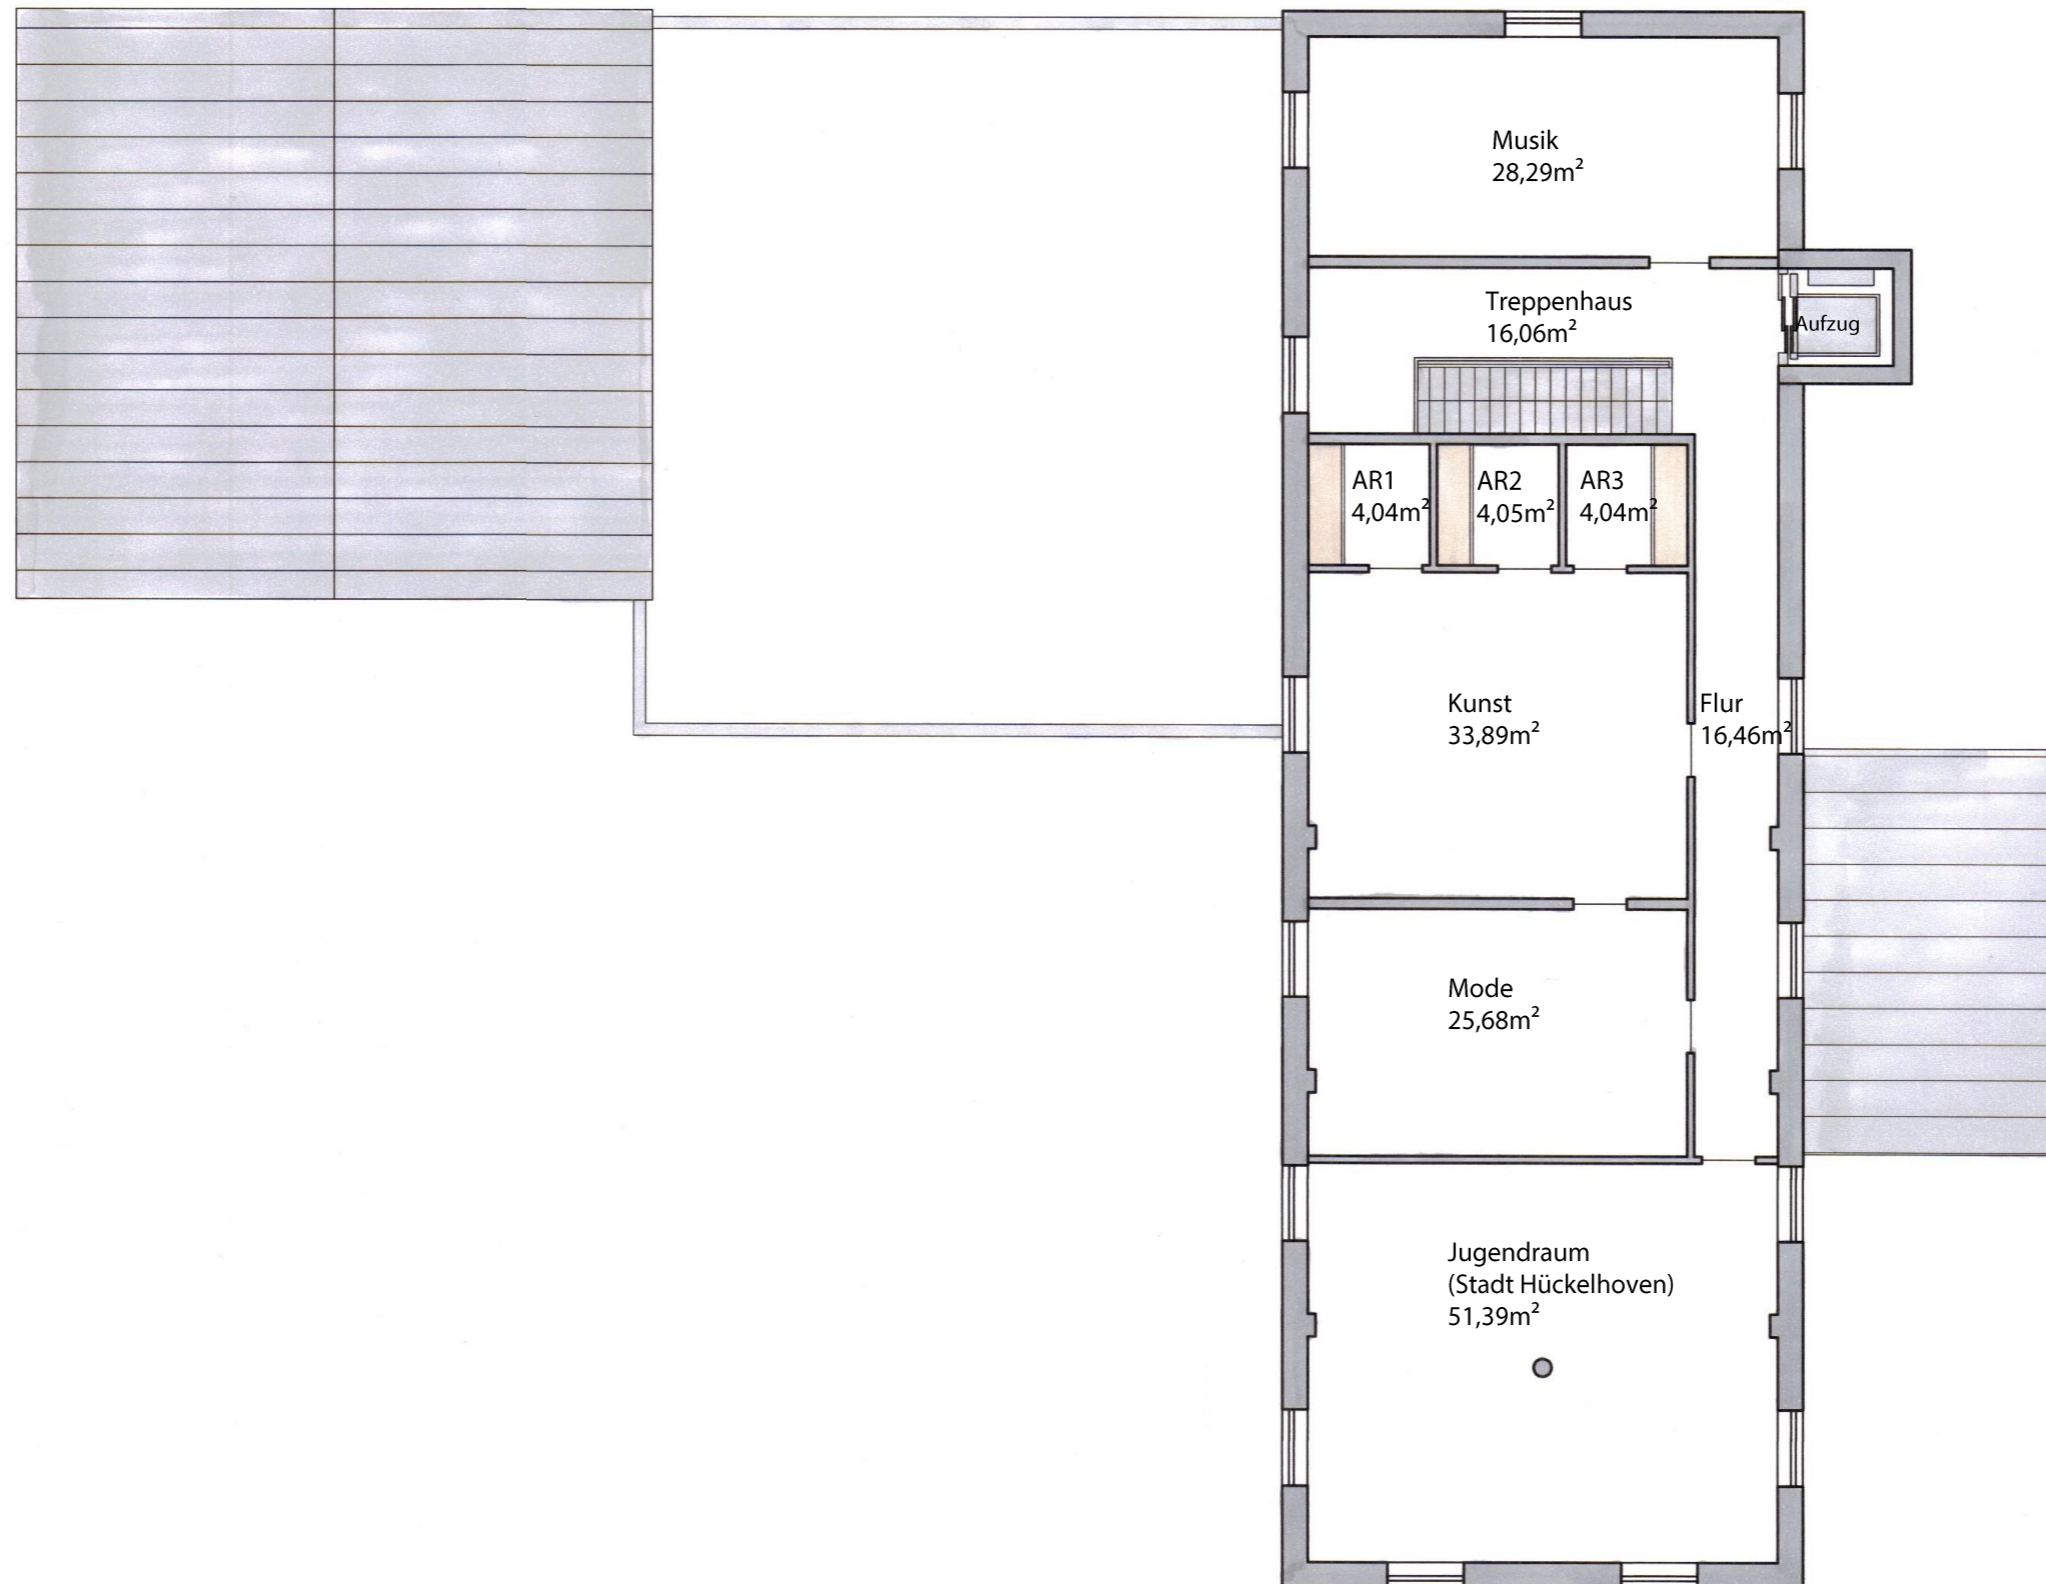 Musik
28,29m²
Treppenhaus
16,06m²
Aufzug
AR1
4,04m²
AR2
4,05m²
AR3
4,04m²
Kunst
33,89m²
Flur
16,46m²
Mode
25,68m²
Jugendraum
(Stadt Hückelhoven)
51,39m²